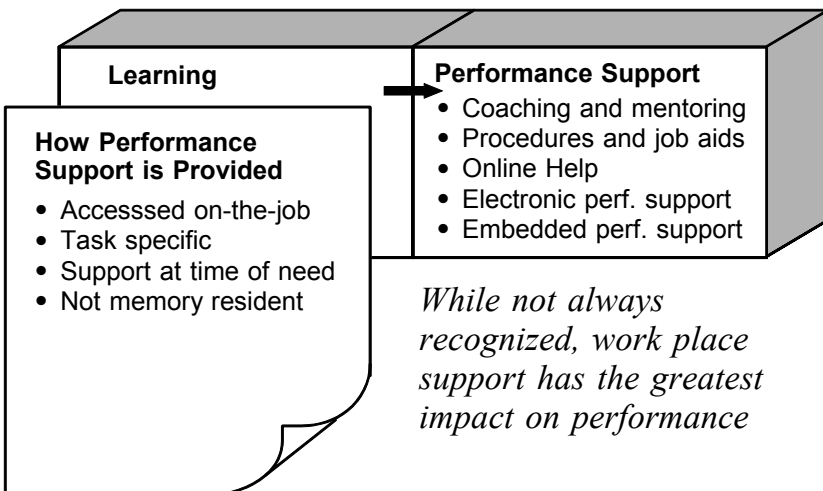 Learning
Performance Support
• Coaching and mentoring
• Procedures and job aids
• Online Help
• Electronic perf. support
• Embedded perf. support
How Performance
Support is Provided
• Accesssed on-the-job
• Task specific
• Support at time of need
• Not memory resident
While not always
recognized, work place
support has the greatest
impact on performance